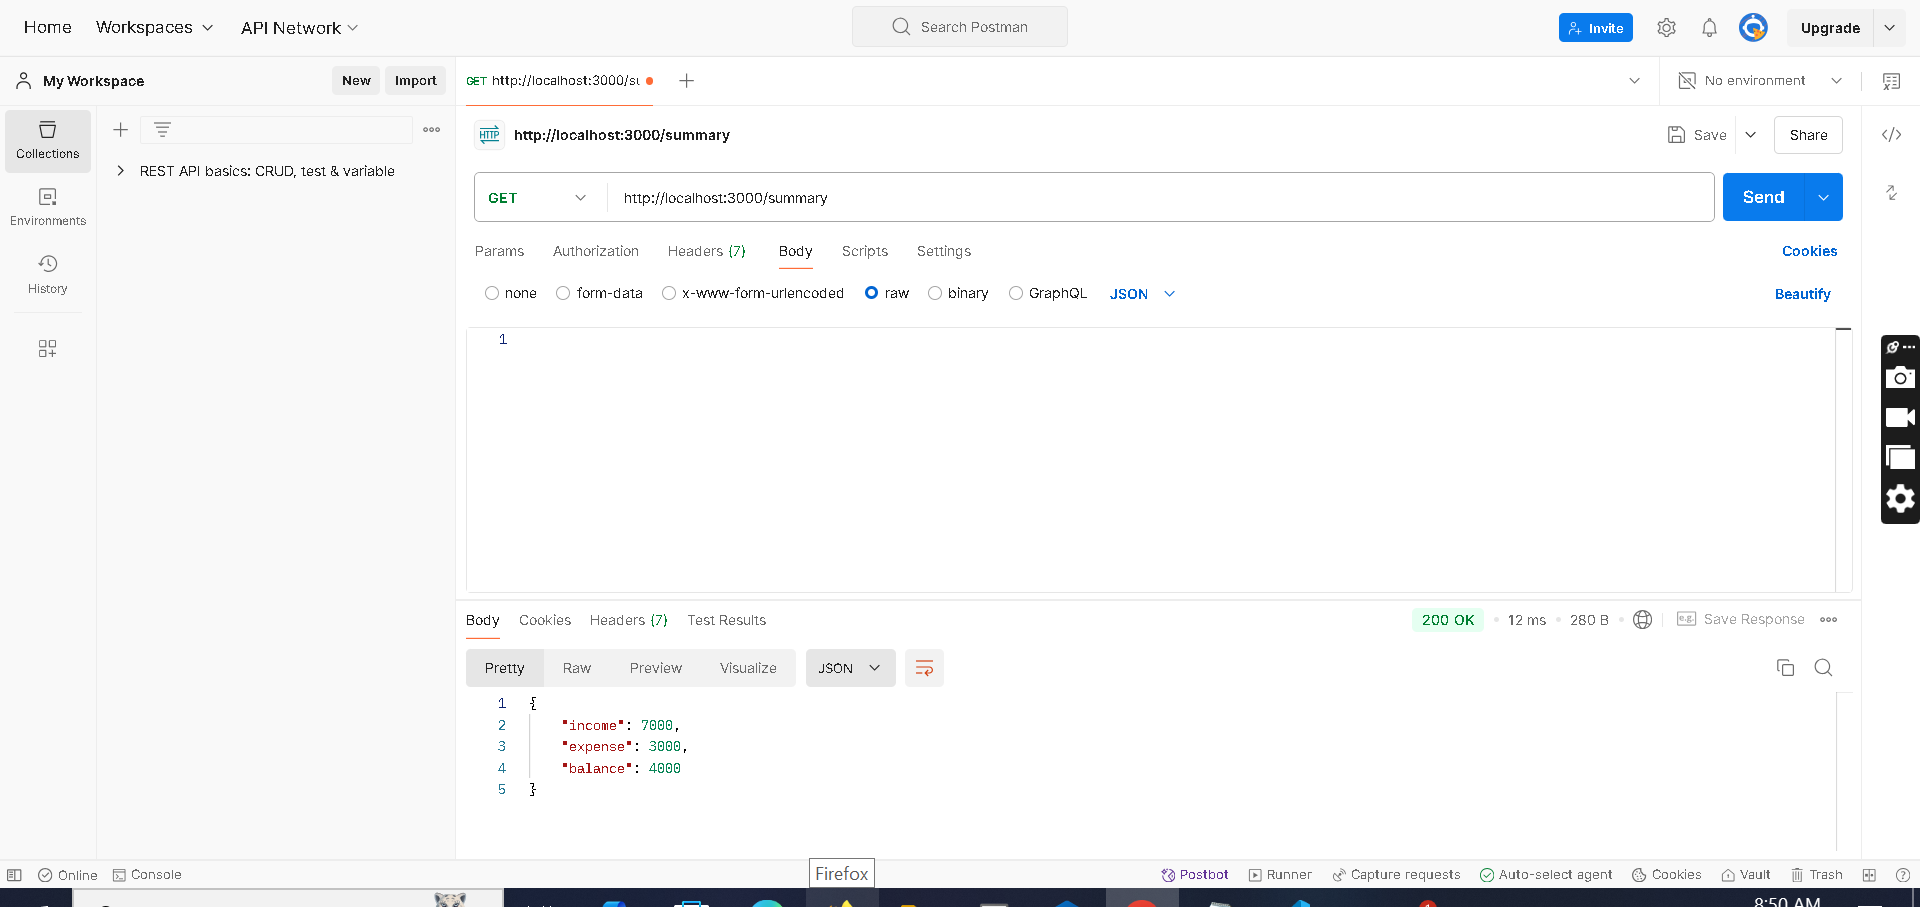 Home Workspaces API Network Search Postman Invite Upgrade
My Workspace New Import GET http://localhost:3000/su No environment
Collections
REST API basics: CRUD, test & variable
Environments
History
HTTP http://localhost:3000/summary Save Share
GET http://localhost:3000/summary Send
Params Authorization Headers (7) Body Scripts Settings Cookies
none form-data x-www-form-urlencoded raw binary GraphQL JSON Beautify
1
Body Cookies Headers (7) Test Results 200 OK 12 ms 280 B e.g. Save Response
Pretty Raw Preview Visualize JSON
1 {
2 "income": 7000,
3 "expense": 3000,
4 "balance": 4000
5 }
Online Console Firefox Postbot Runner Capture requests Auto-select agent Cookies Vault Trash
8:50 AM